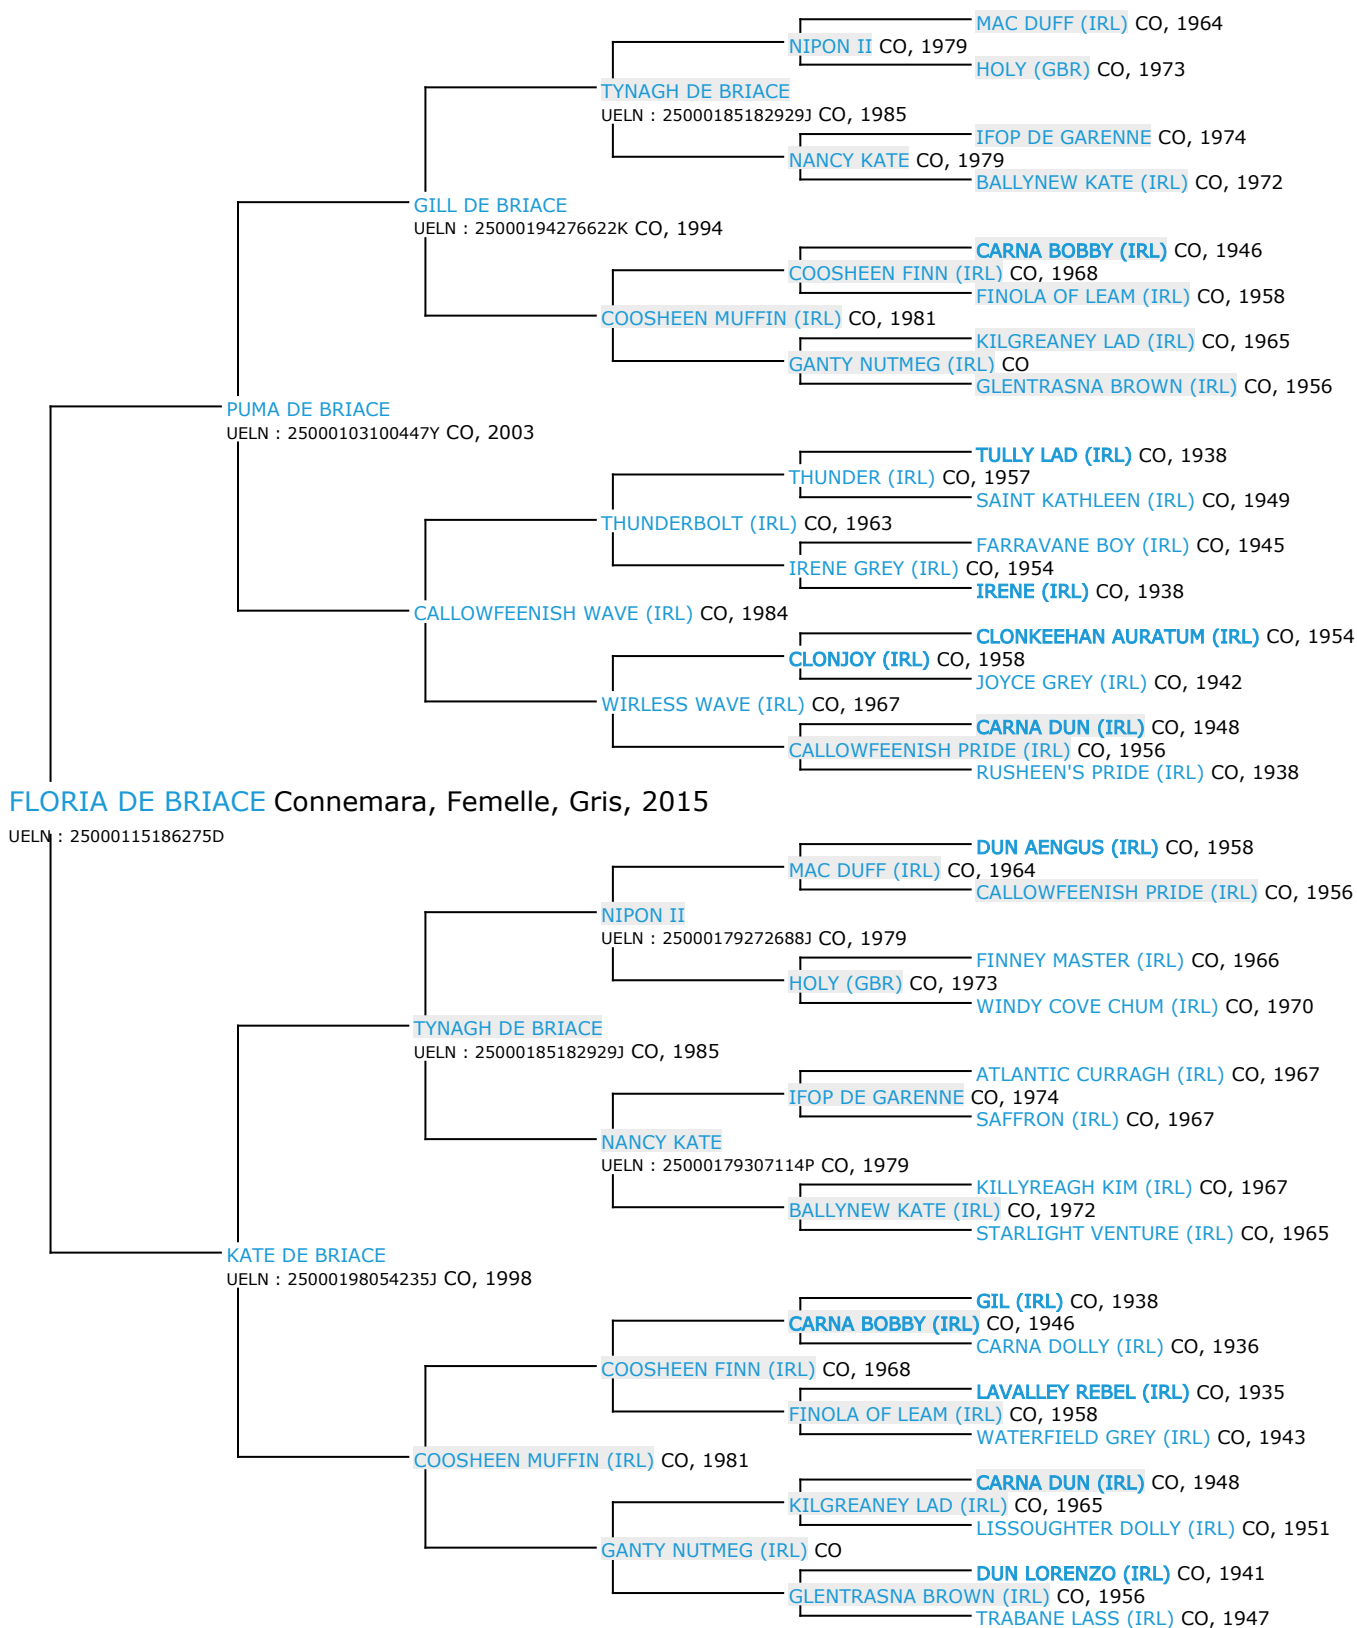 MAC DUFF (IRL) CO, 1964
NIPON II CO, 1979
HOLY (GBR) CO, 1973
TYNAGH DE BRIACE
UELN : 25000185182929J CO, 1985
IFOP DE GARENNE CO, 1974
NANCY KATE CO, 1979
BALLYNEW KATE (IRL) CO, 1972
GILL DE BRIACE
UELN : 25000194276622K CO, 1994
CARNA BOBBY (IRL) CO, 1946
COOSHEEN FINN (IRL) CO, 1968
FINOLA OF LEAM (IRL) CO, 1958
COOSHEEN MUFFIN (IRL) CO, 1981
KILGREANEY LAD (IRL) CO, 1965
GANTY NUTMEG (IRL) CO
GLENTRASNA BROWN (IRL) CO, 1956
PUMA DE BRIACE
UELN : 25000103100447Y CO, 2003
TULLY LAD (IRL) CO, 1938
THUNDER (IRL) CO, 1957
SAINT KATHLEEN (IRL) CO, 1949
THUNDERBOLT (IRL) CO, 1963
FARRAVANE BOY (IRL) CO, 1945
IRENE GREY (IRL) CO, 1954
IRENE (IRL) CO, 1938
CALLOWFEENISH WAVE (IRL) CO, 1984
CLONKEEHAN AURATUM (IRL) CO, 1954
CLONJOY (IRL) CO, 1958
JOYCE GREY (IRL) CO, 1942
WIRLESS WAVE (IRL) CO, 1967
CARNA DUN (IRL) CO, 1948
CALLOWFEENISH PRIDE (IRL) CO, 1956
RUSHEEN'S PRIDE (IRL) CO, 1938
FLORIA DE BRIACE Connemara, Femelle, Gris, 2015
UELN : 25000115186275D
DUN AENGUS (IRL) CO, 1958
MAC DUFF (IRL) CO, 1964
CALLOWFEENISH PRIDE (IRL) CO, 1956
NIPON II
UELN : 25000179272688J CO, 1979
FINNEY MASTER (IRL) CO, 1966
HOLY (GBR) CO, 1973
WINDY COVE CHUM (IRL) CO, 1970
TYNAGH DE BRIACE
UELN : 25000185182929J CO, 1985
ATLANTIC CURRAGH (IRL) CO, 1967
IFOP DE GARENNE CO, 1974
SAFFRON (IRL) CO, 1967
NANCY KATE
UELN : 25000179307114P CO, 1979
KILLYREAGH KIM (IRL) CO, 1967
BALLYNEW KATE (IRL) CO, 1972
STARLIGHT VENTURE (IRL) CO, 1965
KATE DE BRIACE
UELN : 25000198054235J CO, 1998
GIL (IRL) CO, 1938
CARNA BOBBY (IRL) CO, 1946
CARNA DOLLY (IRL) CO, 1936
COOSHEEN FINN (IRL) CO, 1968
LAVALLEY REBEL (IRL) CO, 1935
FINOLA OF LEAM (IRL) CO, 1958
WATERFIELD GREY (IRL) CO, 1943
COOSHEEN MUFFIN (IRL) CO, 1981
CARNA DUN (IRL) CO, 1948
KILGREANEY LAD (IRL) CO, 1965
LISSOUGHTER DOLLY (IRL) CO, 1951
GANTY NUTMEG (IRL) CO
DUN LORENZO (IRL) CO, 1941
GLENTRASNA BROWN (IRL) CO, 1956
TRABANE LASS (IRL) CO, 1947